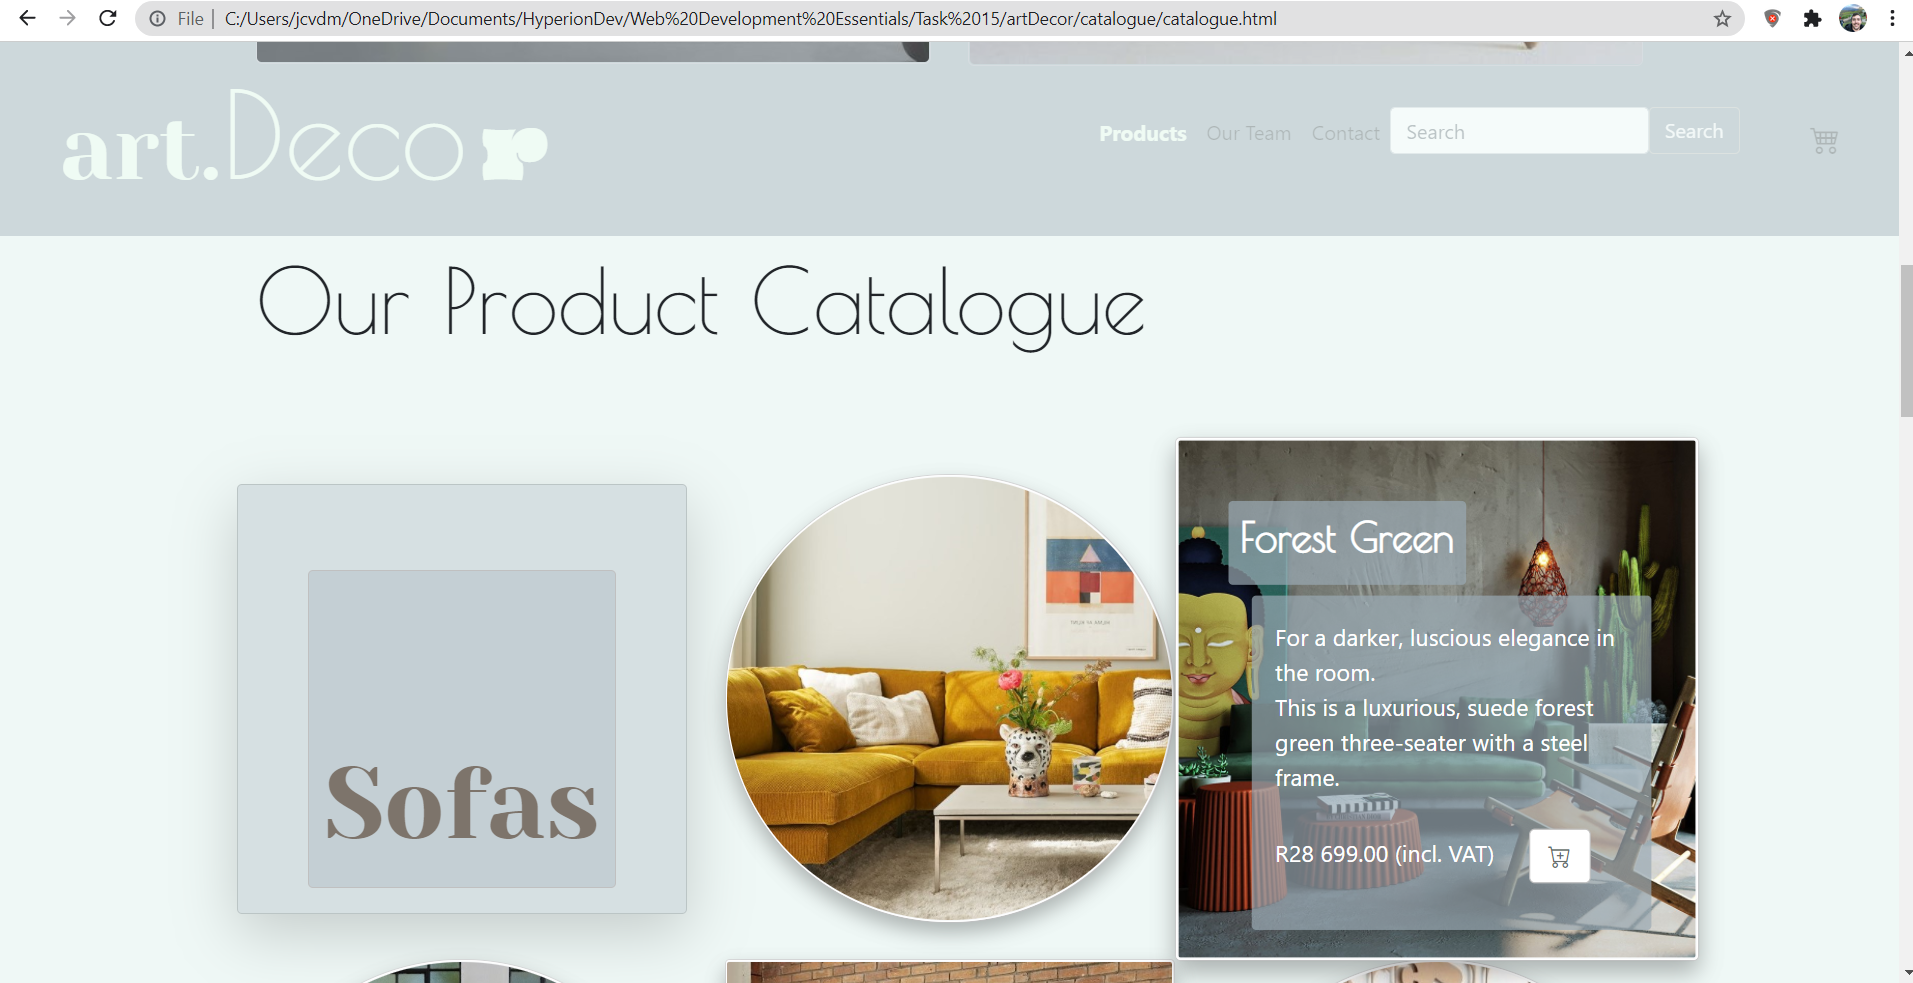 File
C:/Users/jcvdm/OneDrive/Documents/HyperionDev/Web%20Development%20Essentials/Task%2015/artDecor/catalogue/catalogue.html
art.Decor
Products
Our Team
Contact
Search
Search
Our Product Catalogue
Sofas
Forest Green
For a darker, luscious elegance in
the room.
This is a luxurious, suede forest
green three-seater with a steel
frame.
R28 699.00 (incl. VAT)